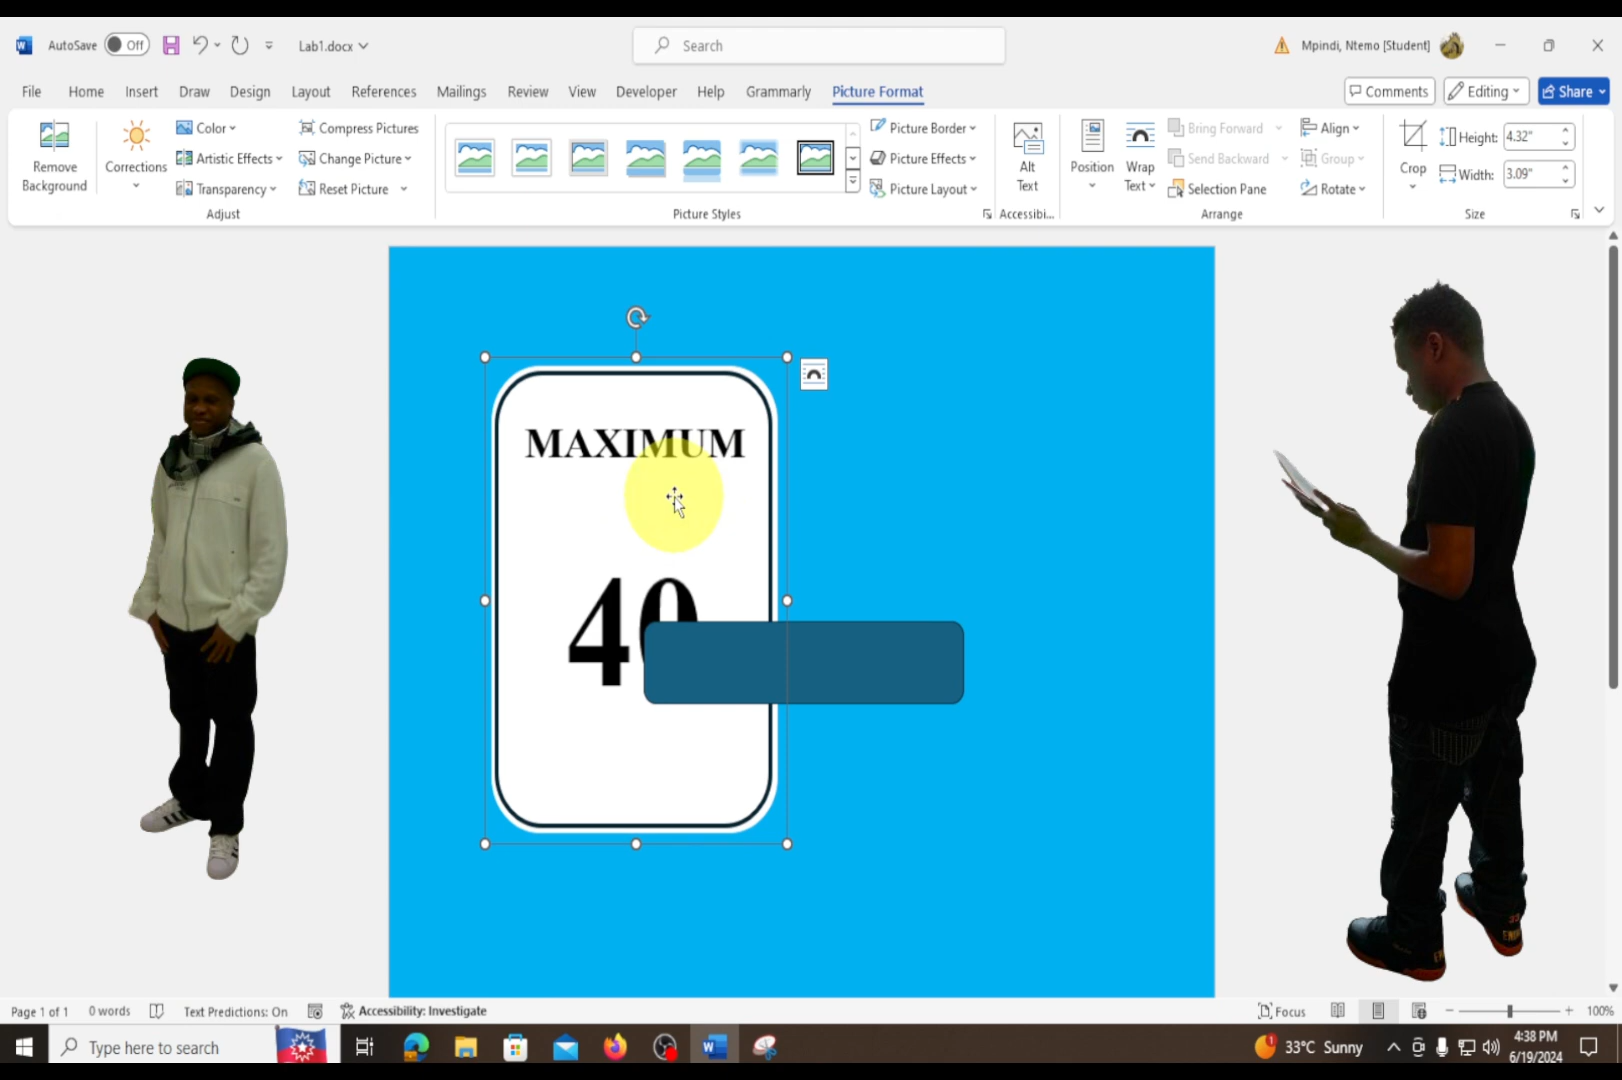 AutoSave Off Lab1.docx Search Mpindi, Ntemo [Student]
File Home Insert Draw Design Layout References Mailings Review View Developer Help Grammarly Picture Format Comments Editing Share
Remove Background
Corrections
Color
Artistic Effects
Transparency
Compress Pictures
Change Picture
Reset Picture
Adjust
Picture Styles
Picture Border
Picture Effects
Picture Layout
Alt Text
Accessibi...
Position
Wrap Text
Bring Forward
Send Backward
Selection Pane
Align
Group
Rotate
Arrange
Crop
Height: 4.32"
Width: 3.09"
Size
MAXIMUM
40
Page 1 of 1 0 words Text Predictions: On Accessibility: Investigate Focus 100%
Type here to search 1 33°C Sunny 4:38 PM
6/19/2024